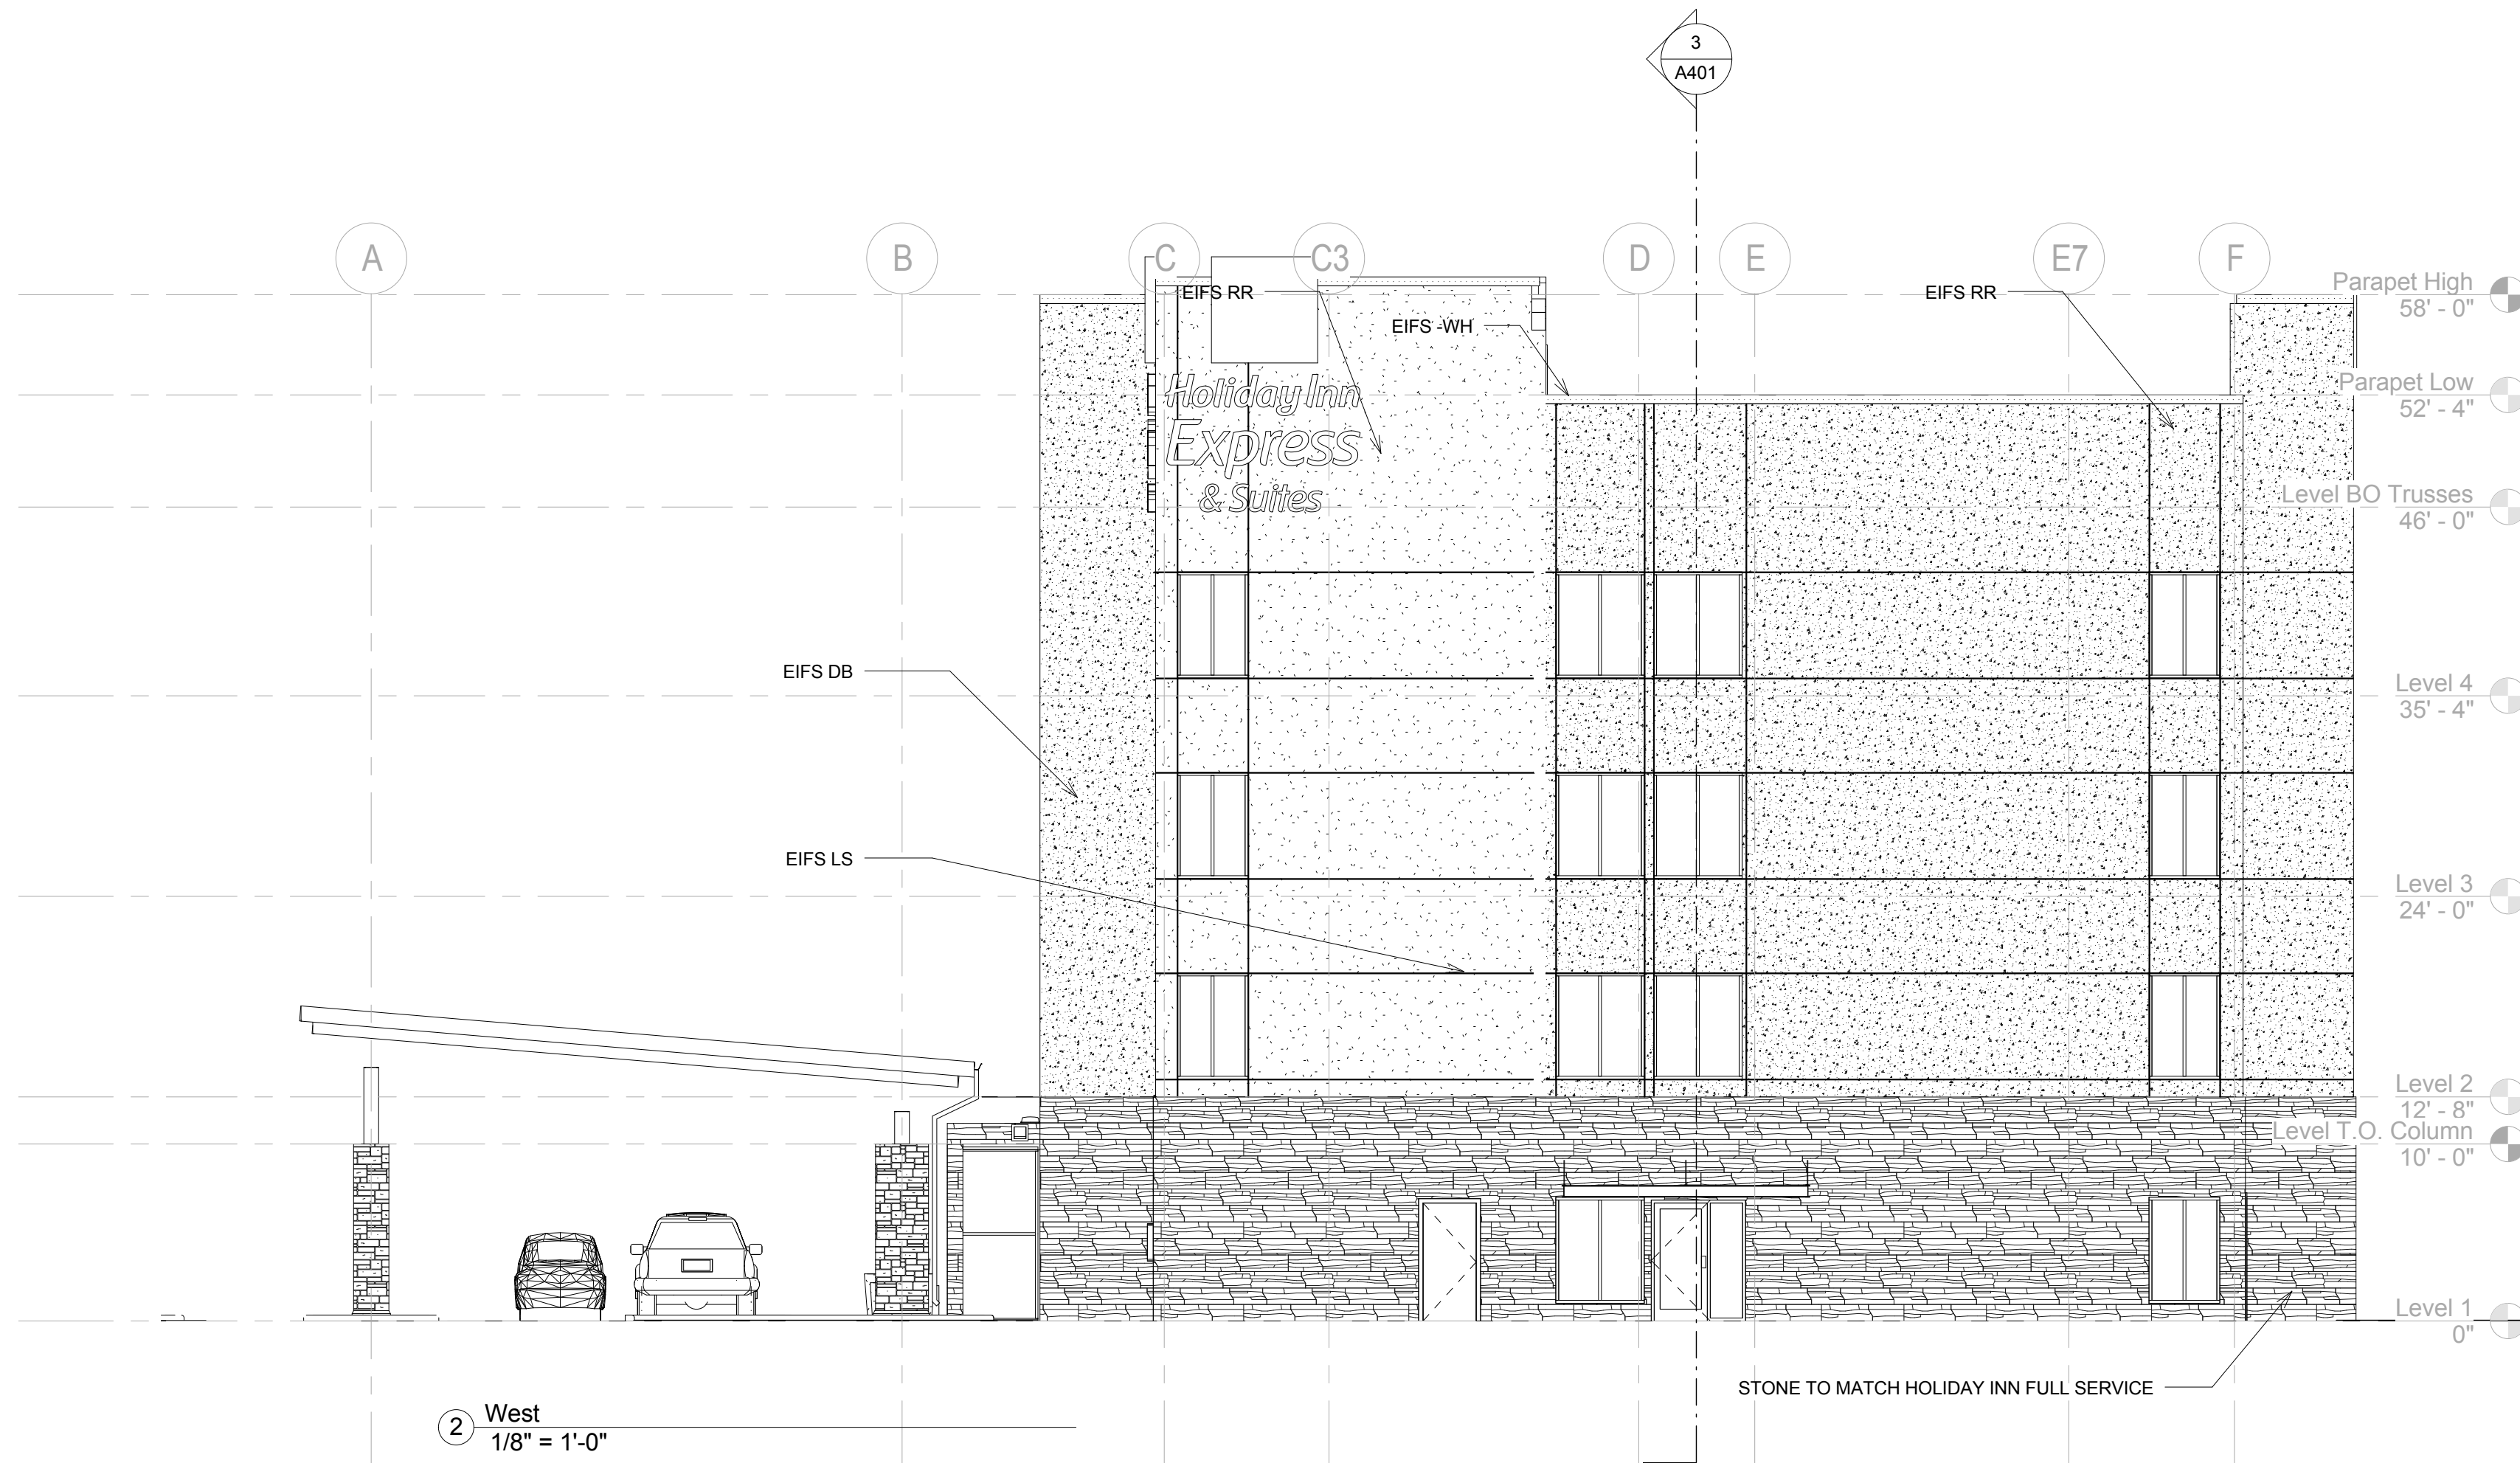 3
A401
A
B
C
C3
D
E
E7
F
Parapet High
58' - 0"
EIFS RR
EIFS RR
EIFS -WH
Parapet Low
52' - 4"
Holiday Inn
Express
& Suites
Level BO Trusses
46' - 0"
EIFS DB
Level 4
35' - 4"
EIFS LS
Level 3
24' - 0"
Level 2
12' - 8"
Level T.O. Column
10' - 0"
Level 1
0"
STONE TO MATCH HOLIDAY INN FULL SERVICE
2
West
1/8" = 1'-0"